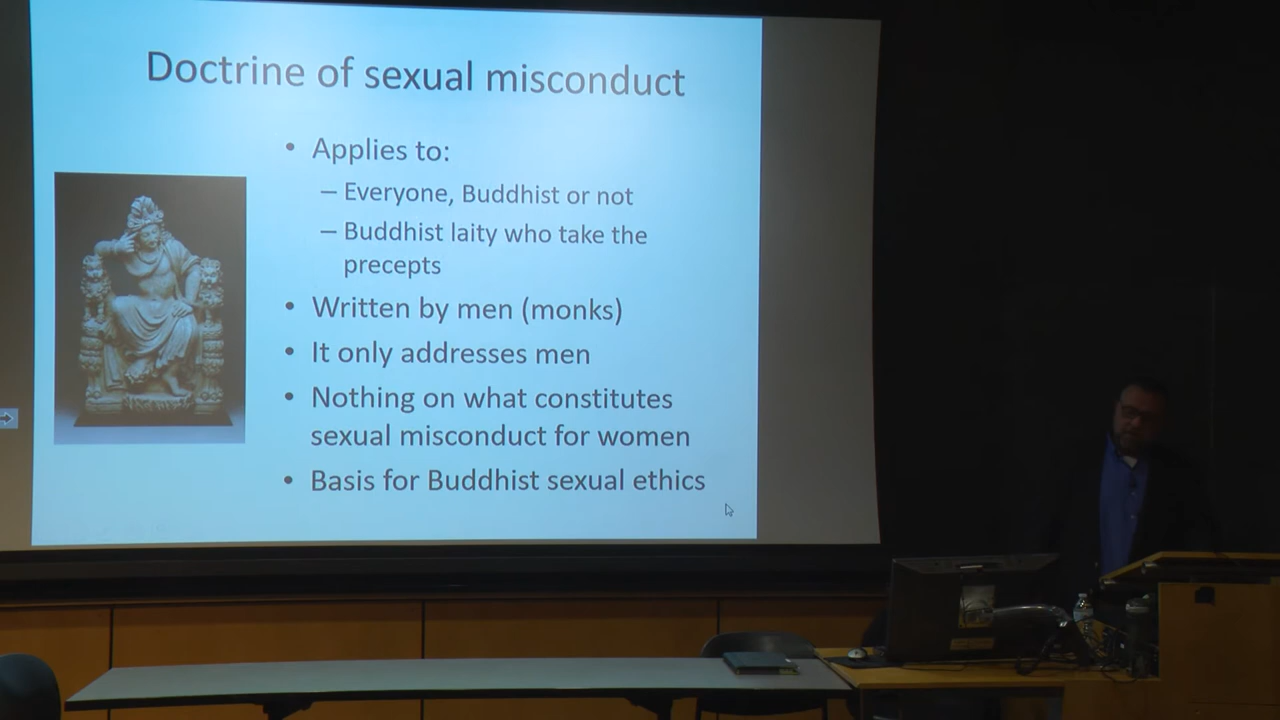 Doctrine of sexual misconduct
• Applies to:
– Everyone, Buddhist or not
– Buddhist laity who take the
precepts
• Written by men (monks)
• It only addresses men
• Nothing on what constitutes
sexual misconduct for women
• Basis for Buddhist sexual ethics